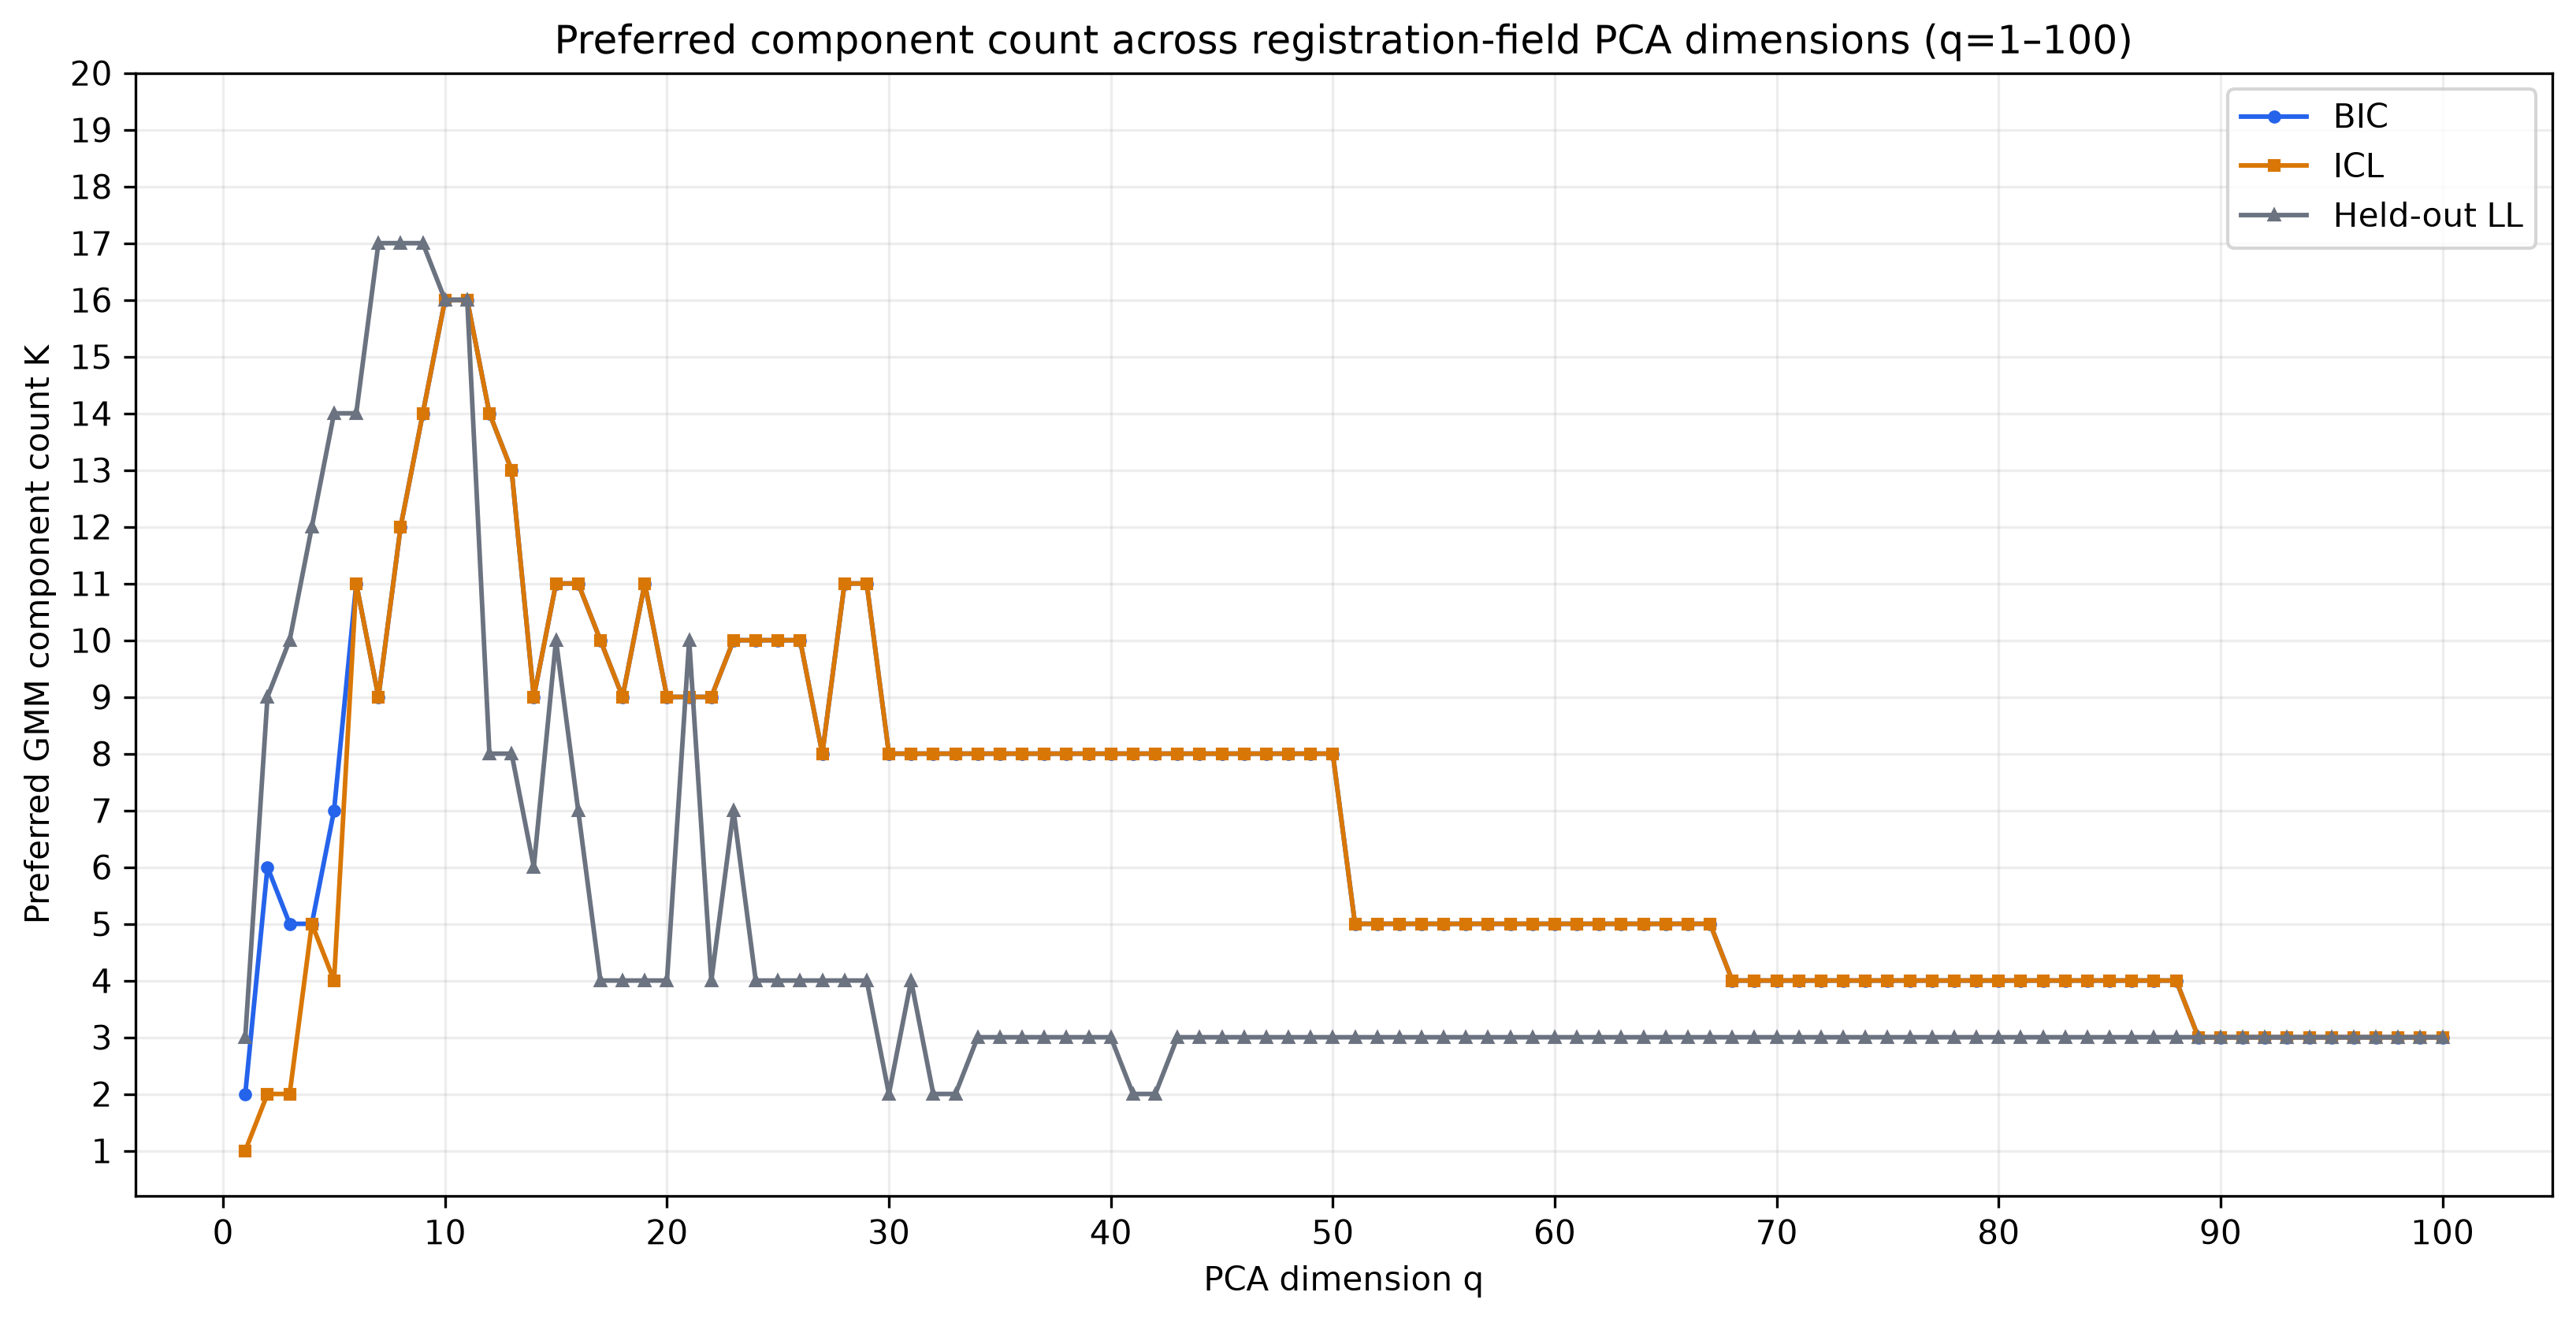 Preferred component count across registration-field PCA dimensions (q=1–100)
20
19
18
17
16
15
14
13
12
11
10
9
8
7
6
5
4
3
2
1
Preferred GMM component count K
BIC
ICL
Held-out LL
0 10 20 30 40 50 60 70 80 90 100
PCA dimension q